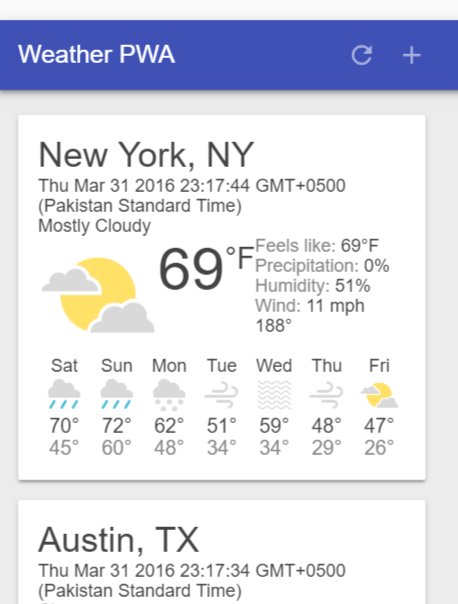 Weather PWA
New York, NY
Thu Mar 31 2016 23:17:44 GMT+0500
(Pakistan Standard Time)
Mostly Cloudy
69°F
Feels like: 69°F
Precipitation: 0%
Humidity: 51%
Wind: 11 mph
188°
Sat Sun Mon Tue Wed Thu Fri
70° 72° 62° 51° 59° 48° 47°
45° 60° 48° 34° 34° 29° 26°
Austin, TX
Thu Mar 31 2016 23:17:34 GMT+0500
(Pakistan Standard Time)